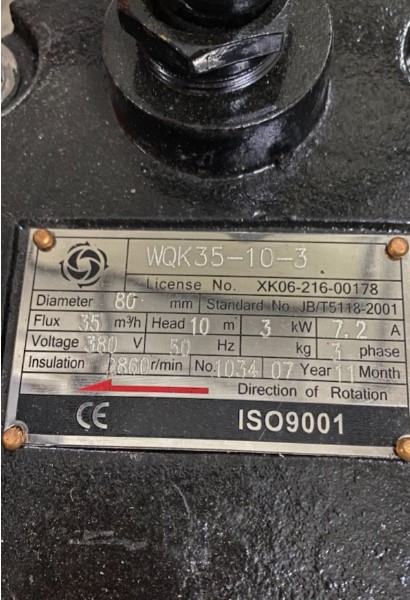 WQK35-10-3
License No. XK06-216-00178
Diameter 80 mm Standard No. JB/T5118-2001
Flux 35 m³/h Head 10 m 3 kW 7.2 A
Voltage 380 V 50 Hz kg 3 phase
Insulation 2860 r/min No. 1034 07 Year 11 Month
Direction of Rotation
CE ISO9001